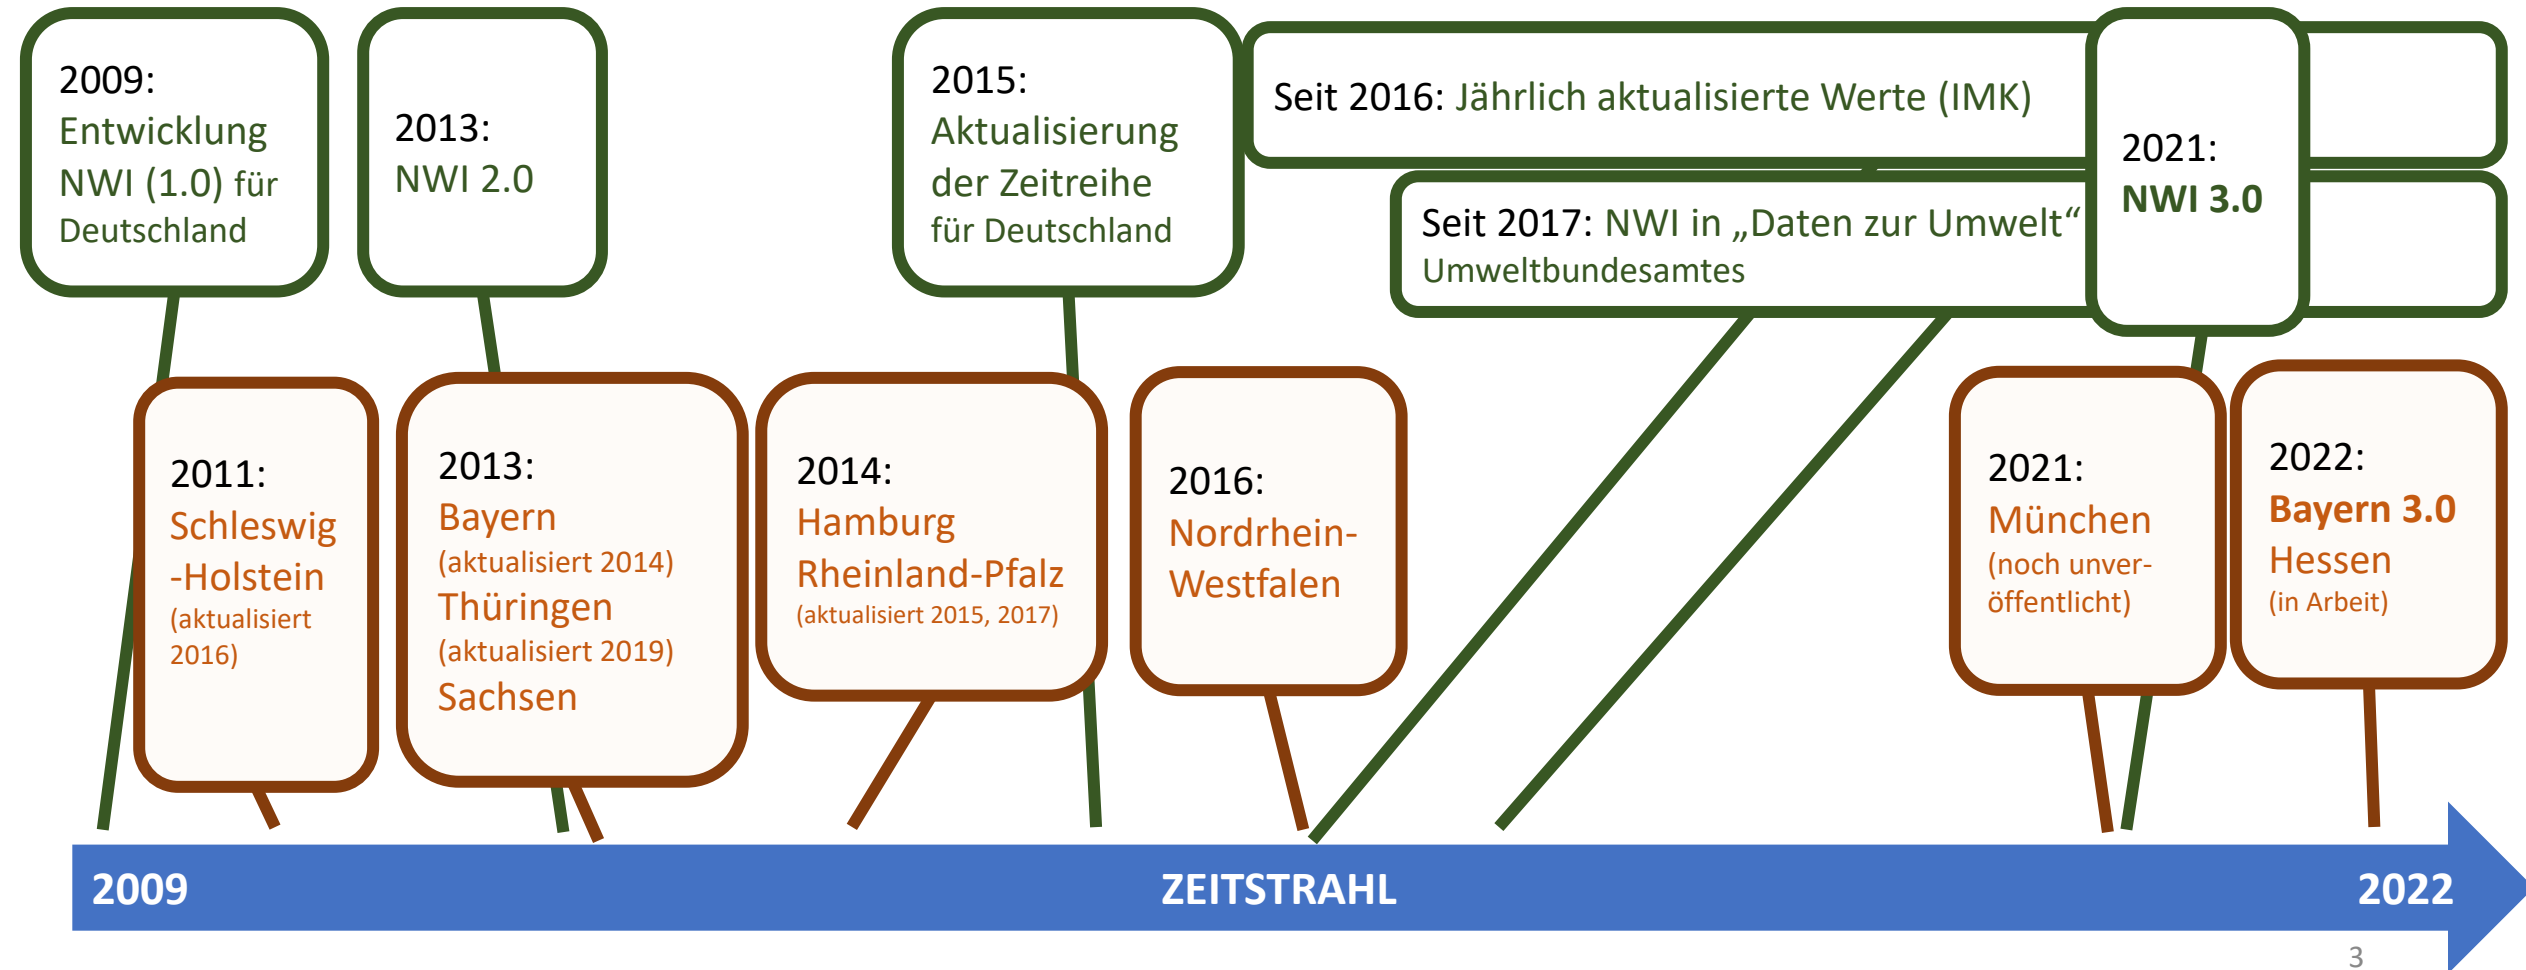 2009:
Entwicklung
NWI (1.0) für
Deutschland
2013:
NWI 2.0
2015:
Aktualisierung
der Zeitreihe
für Deutschland
Seit 2016: Jährlich aktualisierte Werte (IMK)
Seit 2017: NWI in „Daten zur Umwelt“
Umweltbundesamtes
2021:
NWI 3.0
2011:
Schleswig
-Holstein
(aktualisiert
2016)
2013:
Bayern
(aktualisiert 2014)
Thüringen
(aktualisiert 2019)
Sachsen
2014:
Hamburg
Rheinland-Pfalz
(aktualisiert 2015, 2017)
2016:
Nordrhein-
Westfalen
2021:
München
(noch unver-
öffentlicht)
2022:
Bayern 3.0
Hessen
(in Arbeit)
2009
ZEITSTRAHL
2022
3